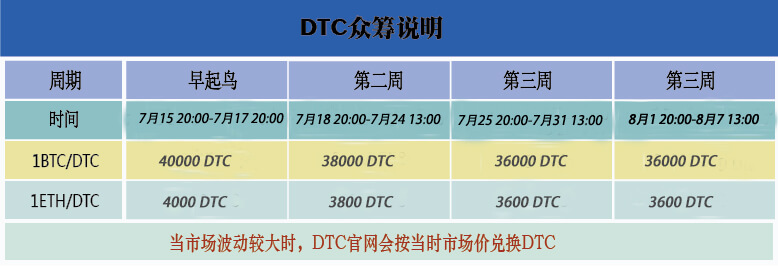 DTC众筹说明
周期 早起鸟 第二周 第三周 第三周
时间 7月15 20:00-7月17 20:00 7月18 20:00-7月24 13:00 7月25 20:00-7月31 13:00 8月1 20:00-8月7 13:00
1BTC/DTC 40000 DTC 38000 DTC 36000 DTC 36000 DTC
1ETH/DTC 4000 DTC 3800 DTC 3600 DTC 3600 DTC
当市场波动较大时，DTC官网会按当时市场价兑换DTC